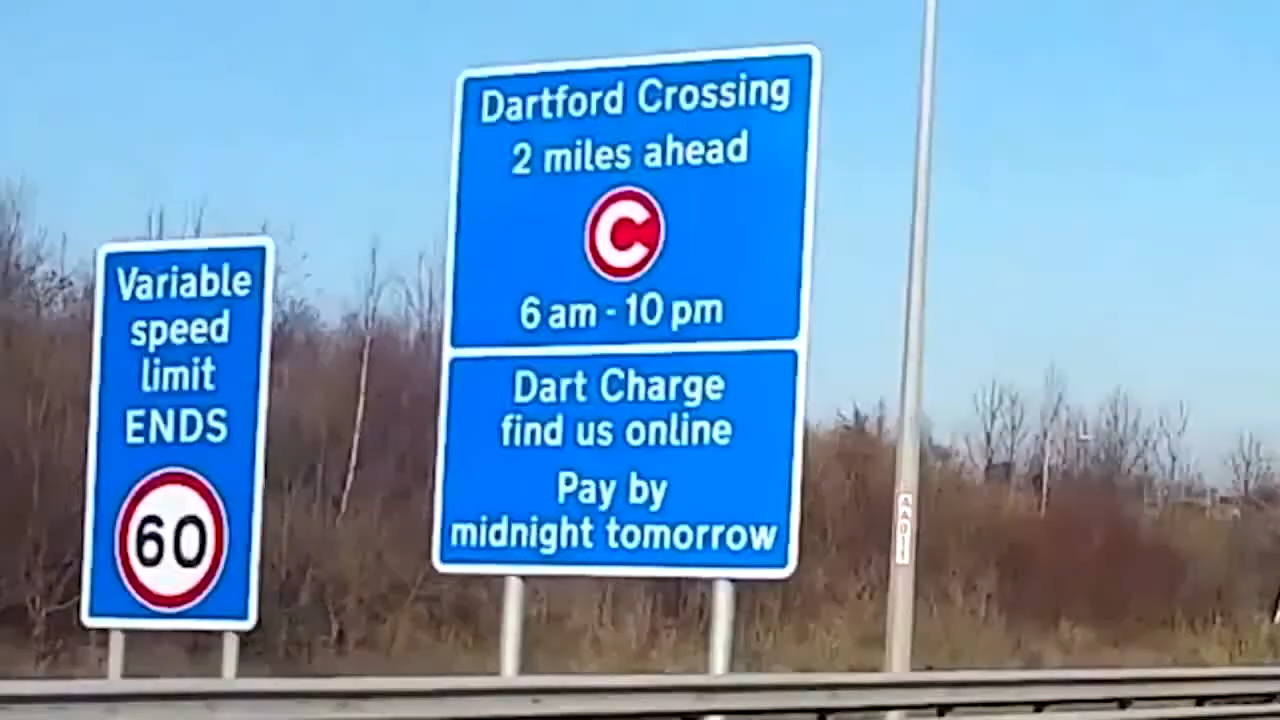 Variable
speed
limit
ENDS
60
Dartford Crossing
2 miles ahead
C
6 am - 10 pm
Dart Charge
find us online
Pay by
midnight tomorrow